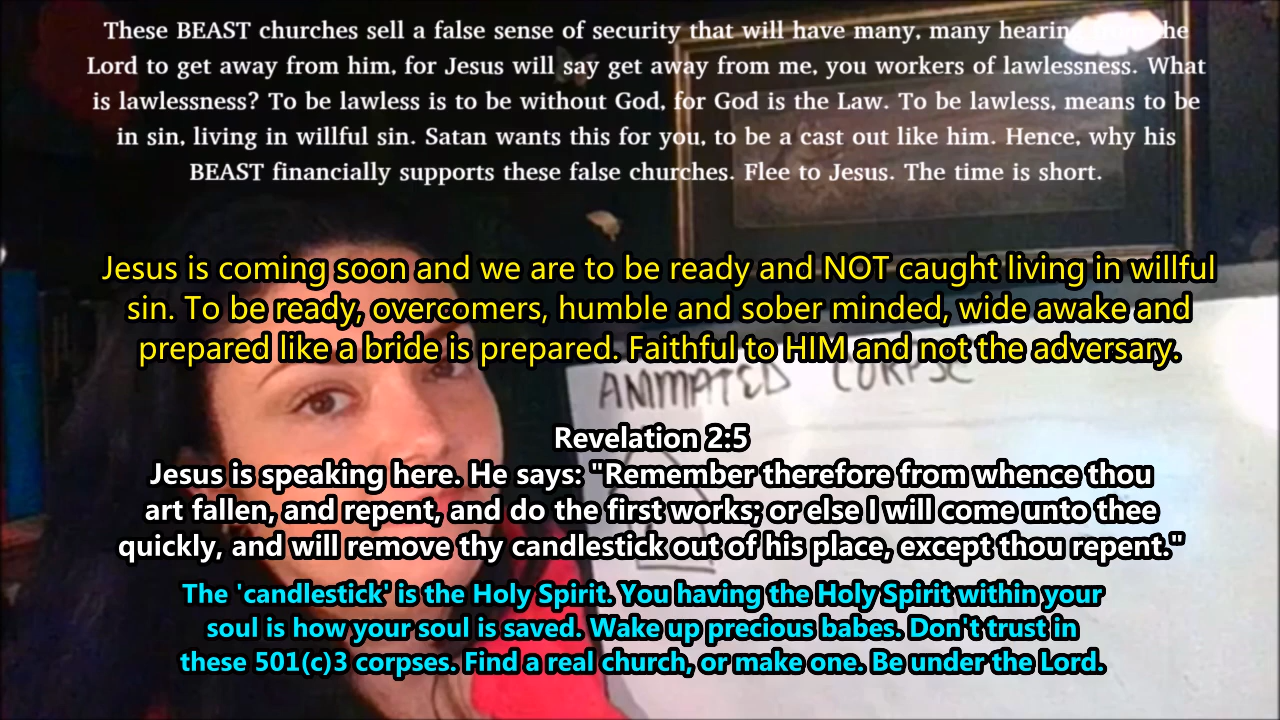 These BEAST churches sell a false sense of security that will have many, many hearing the
Lord to get away from him, for Jesus will say get away from me, you workers of lawlessness. What
is lawlessness? To be lawless is to be without God, for God is the Law. To be lawless, means to be
in sin, living in willful sin. Satan wants this for you, to be a cast out like him. Hence, why his
BEAST financially supports these false churches. Flee to Jesus. The time is short.
Jesus is coming soon and we are to be ready and NOT caught living in willful
sin. To be ready, overcomers, humble and sober minded, wide awake and
prepared like a bride is prepared. Faithful to HIM and not the adversary.
ANIMATED CORPSE
Revelation 2:5
Jesus is speaking here. He says: "Remember therefore from whence thou
art fallen, and repent, and do the first works; or else I will come unto thee
quickly, and will remove thy candlestick out of his place, except thou repent."
The 'candlestick' is the Holy Spirit. You having the Holy Spirit within your
soul is how your soul is saved. Wake up precious babes. Don't trust in
these 501(c)3 corpses. Find a real church, or make one. Be under the Lord.